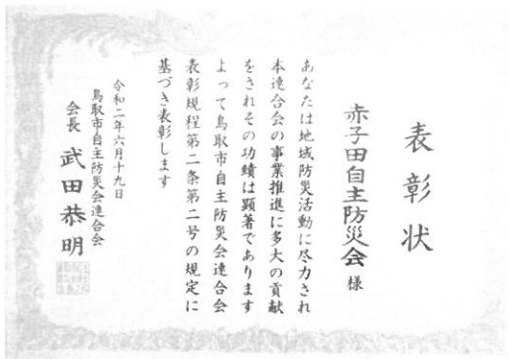 表彰状
赤子田自主防災会 様
あなたは地域防災活動に尽力され
本連合会の事業推進に多大の貢献
をされその功績は顕著であります
よって鳥取市自主防災会連合会
表彰規程第二条第二号の規定に
基づき表彰します
令和二年六月十九日
鳥取市自主防災会連合会
会長 武田恭明